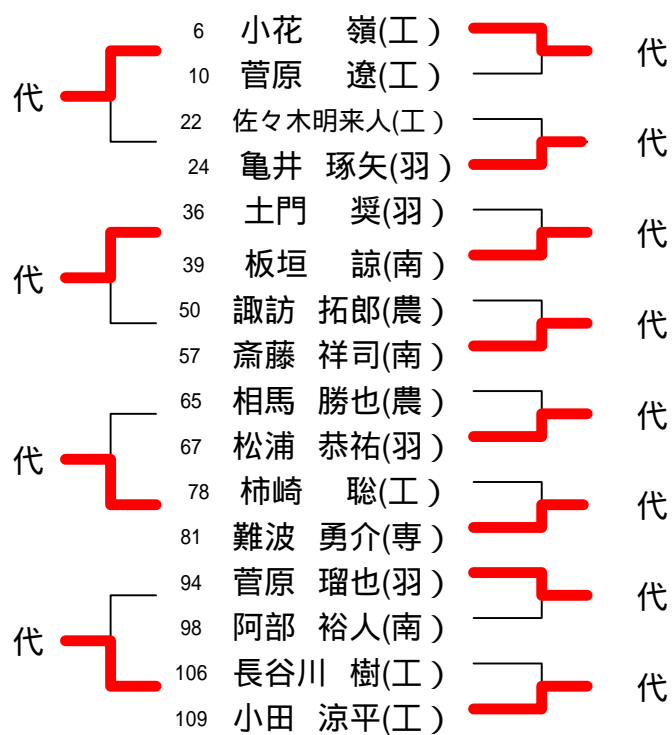 6 小花 嶺(工)
代
10 菅原 遼(工)
代
22 佐々木明来人(工)
代
24 亀井 琢矢(羽)
36 土門 奨(羽)
代
39 板垣 諒(南)
代
50 諏訪 拓郎(農)
代
57 斎藤 祥司(南)
65 相馬 勝也(農)
代
67 松浦 恭祐(羽)
代
78 柿崎 聡(工)
代
81 難波 勇介(専)
94 菅原 瑠也(羽)
代
98 阿部 裕人(南)
代
106 長谷川 樹(工)
代
109 小田 涼平(工)